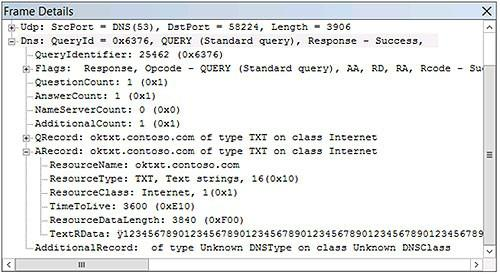 Frame Details
Udp: SrcPort = DNS(53), DstPort = 58224, Length = 3906
Dns: QueryId = 0x6376, QUERY (Standard query), Response - Success,
QueryIdentifier: 25462 (0x6376)
Flags: Response, Opcode - QUERY (Standard query), AA, RD, RA, Rcode - Suc
QuestionCount: 1 (0x1)
AnswerCount: 1 (0x1)
NameServerCount: 0 (0x0)
AdditionalCount: 1 (0x1)
QRecord: oktxt.contoso.com of type TXT on class Internet
ARecord: oktxt.contoso.com of type TXT on class Internet
ResourceName: oktxt.contoso.com
ResourceType: TXT, Text strings, 16(0x10)
ResourceClass: Internet, 1(0x1)
TimeToLive: 3600 (0xE10)
ResourceDataLength: 3840 (0xF00)
TextRData: ÿ123456789012345678901234567890123456789012345678901234567
AdditionalRecord: of type Unknown DNSType on class Unknown DNSClass